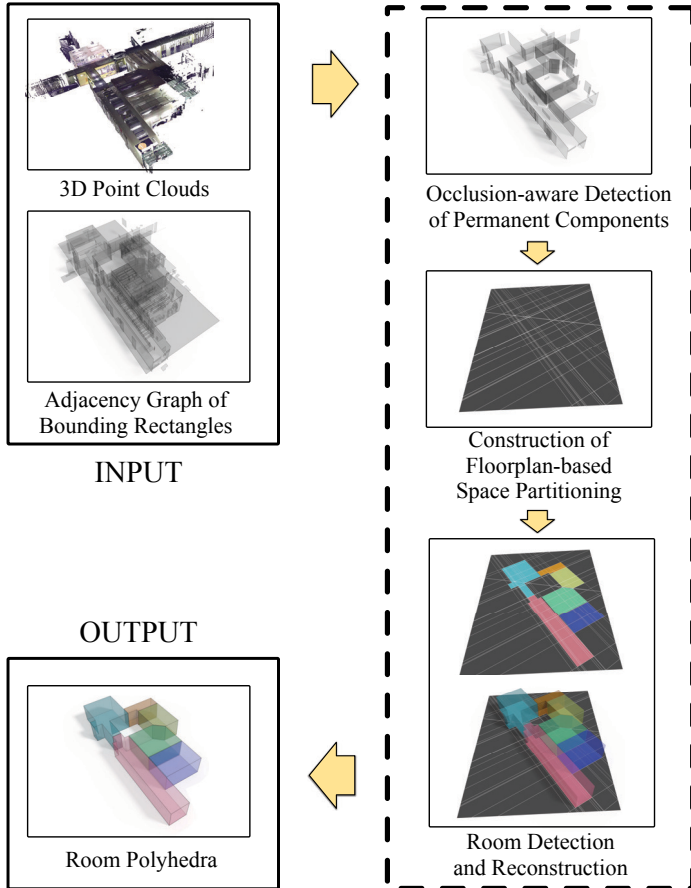 3D Point Clouds
Adjacency Graph of
Bounding Rectangles
INPUT
Occlusion-aware Detection
of Permanent Components
Construction of
Floorplan-based
Space Partitioning
Room Detection
and Reconstruction
OUTPUT
Room Polyhedra